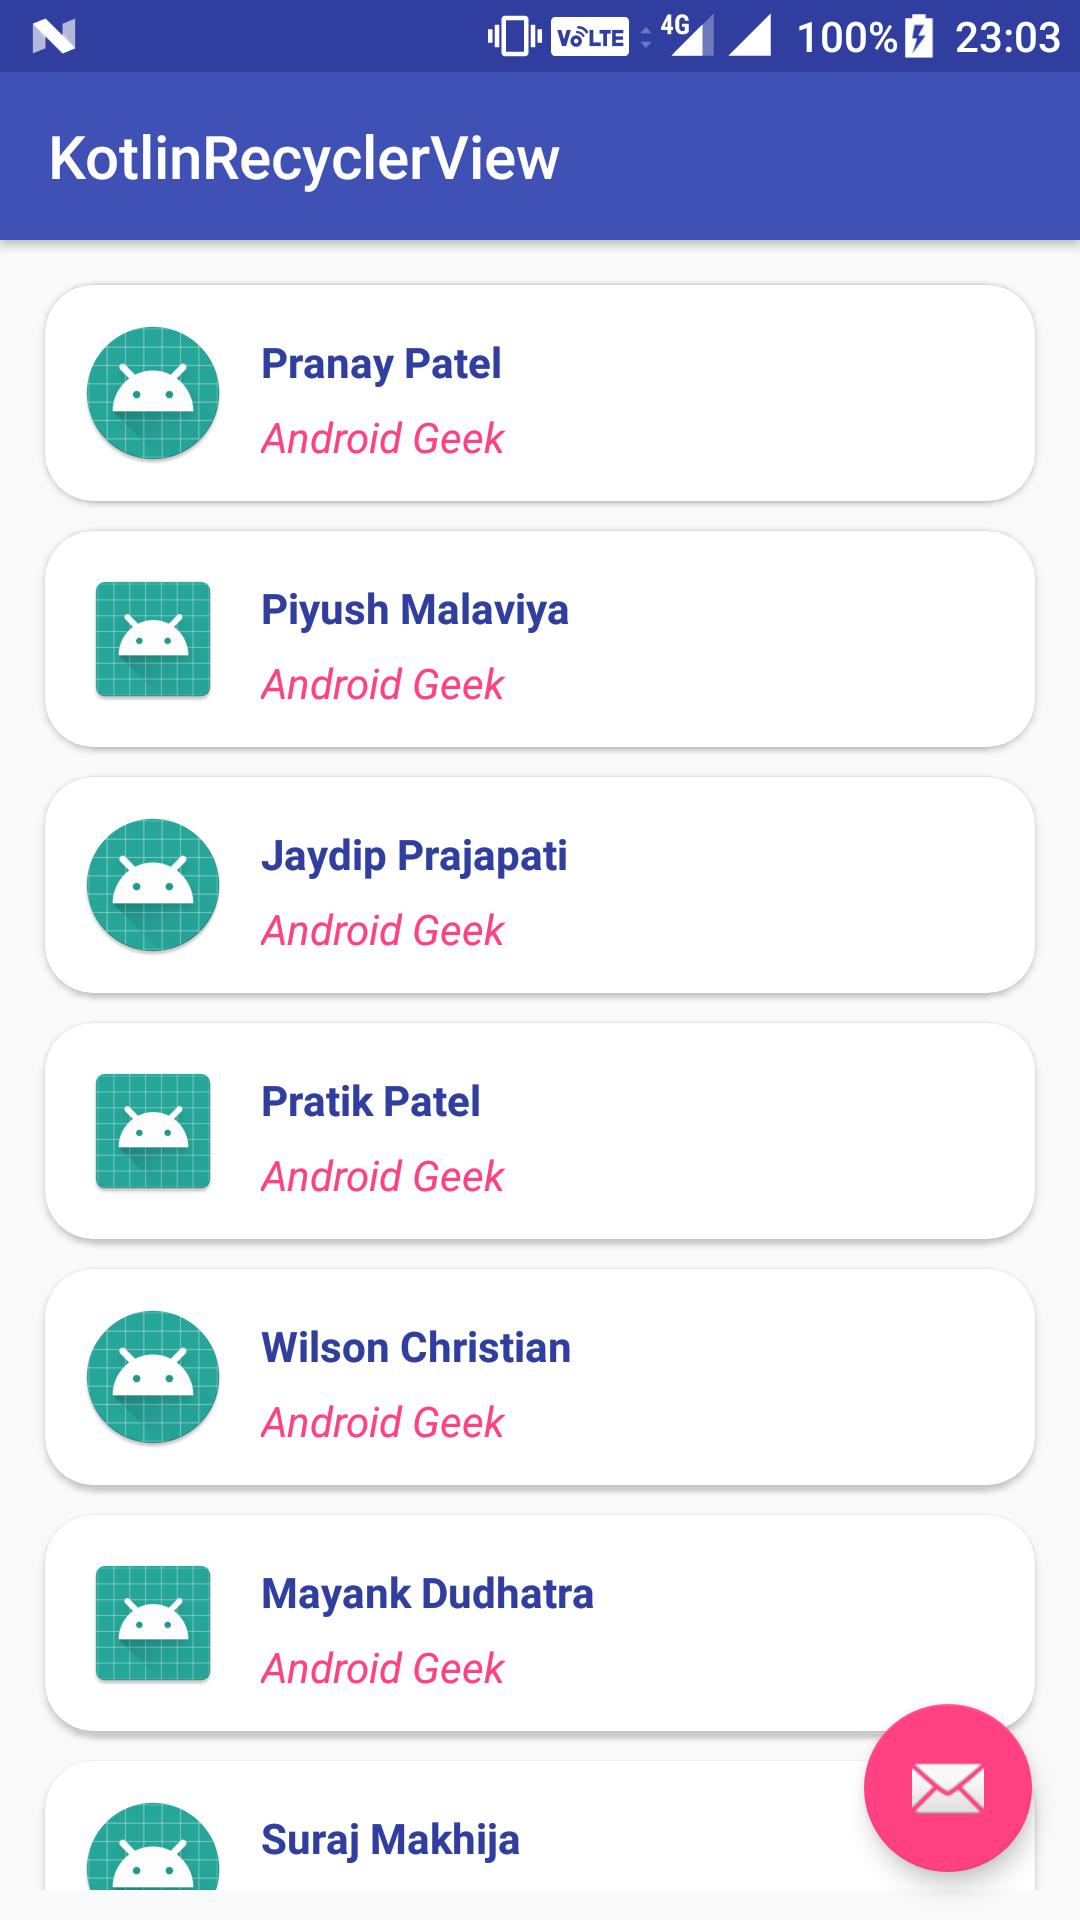 VoLTE 4G 100% 23:03
KotlinRecyclerView
Pranay Patel
Android Geek
Piyush Malaviya
Android Geek
Jaydip Prajapati
Android Geek
Pratik Patel
Android Geek
Wilson Christian
Android Geek
Mayank Dudhatra
Android Geek
Suraj Makhija